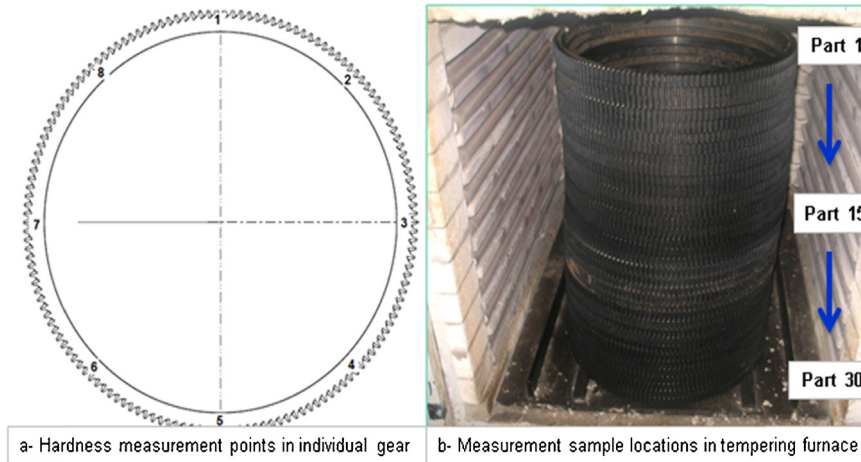 1
2
3
4
5
6
7
8
a- Hardness measurement points in individual gear
Part 1
Part 15
Part 30
b- Measurement sample locations in tempering furnace